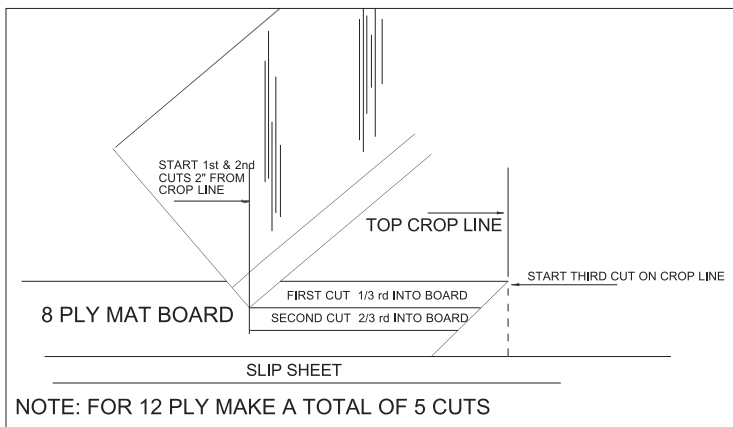 START 1st & 2nd
CUTS 2" FROM
CROP LINE
TOP CROP LINE
START THIRD CUT ON CROP LINE
FIRST CUT 1/3 rd INTO BOARD
8 PLY MAT BOARD
SECOND CUT 2/3 rd INTO BOARD
SLIP SHEET
NOTE: FOR 12 PLY MAKE A TOTAL OF 5 CUTS